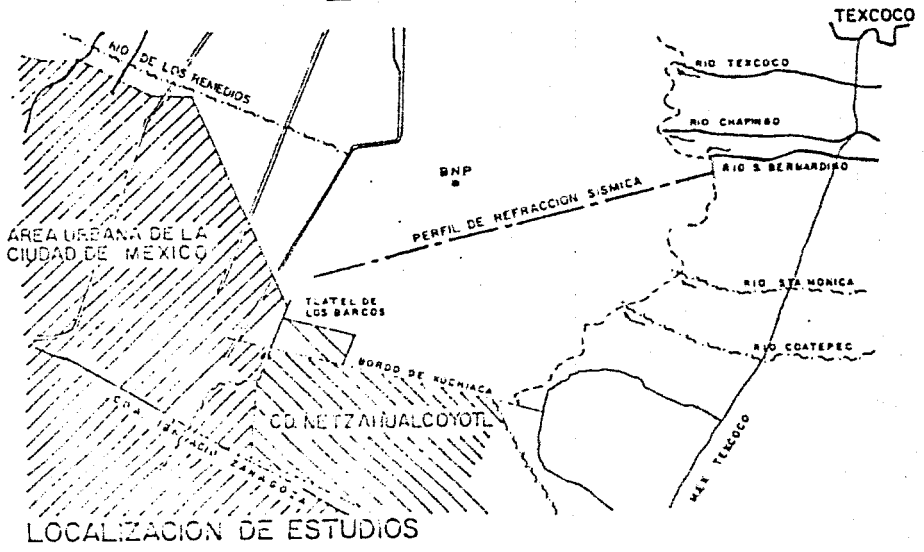 TEXCOCO
RIO DE LOS REMEDIOS
RIO TEXCOCO
RIO CHAPINGO
RIO S. BERNARDINO
BNP
PERFIL DE REFRACCION SISMICA
AREA URBANA DE LA
CIUDAD DE MEXICO
RIO STA MONICA
TLATEL DE
LOS BARCOS
RIO COATEPEC
BORDO DE XOCHIACA
CD. NETZAHUALCOYOTL
IGNACIO ZARAGOZA
MEX TEXCOCO
LOCALIZACION DE ESTUDIOS